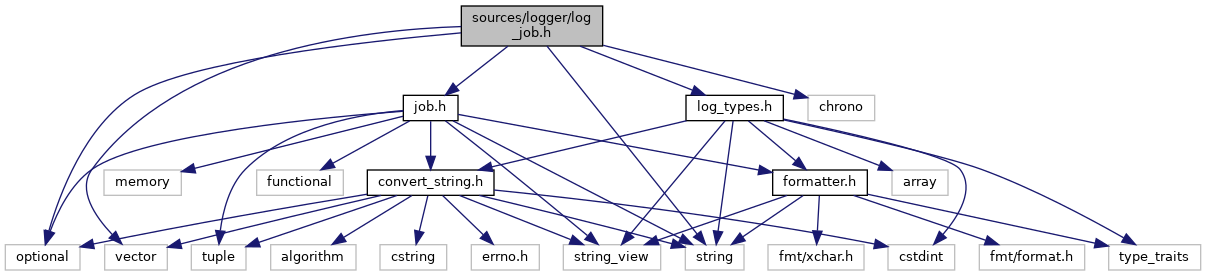 sources/logger/log
_job.h
job.h
log_types.h
chrono
memory
functional
convert_string.h
formatter.h
array
optional
vector
tuple
algorithm
cstring
errno.h
string_view
string
fmt/xchar.h
cstdint
fmt/format.h
type_traits